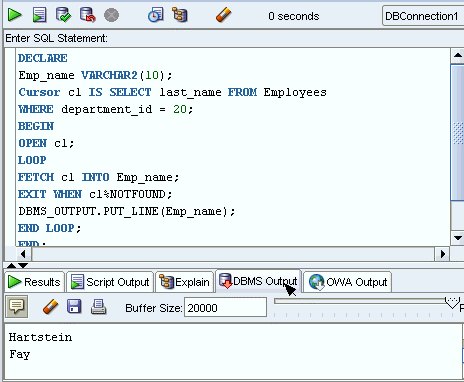 0 seconds
DBConnection1
Enter SQL Statement:
DECLARE
Emp_name VARCHAR2(10);
Cursor c1 IS SELECT last_name FROM Employees
WHERE department_id = 20;
BEGIN
OPEN c1;
LOOP
FETCH c1 INTO Emp_name;
EXIT WHEN c1%NOTFOUND;
DBMS_OUTPUT.PUT_LINE(Emp_name);
END LOOP;
END;
Results Script Output Explain DBMS Output OWA Output
Buffer Size: 20000
Hartstein
Fay